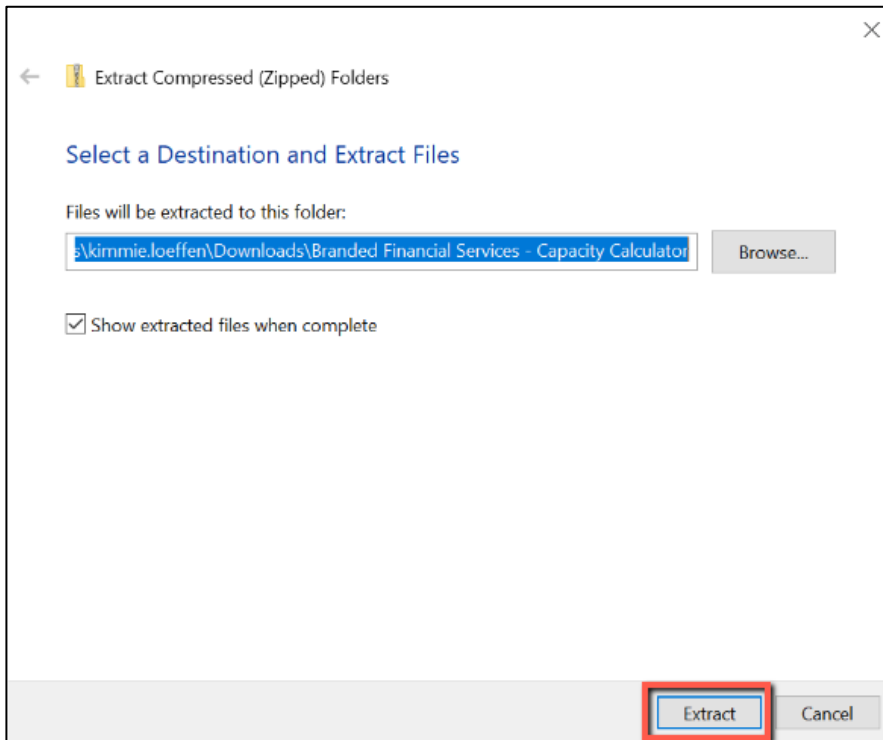 Extract Compressed (Zipped) Folders
Select a Destination and Extract Files
Files will be extracted to this folder:
s\kimmie.loeffen\Downloads\Branded Financial Services - Capacity Calculator
Browse...
Show extracted files when complete
Extract
Cancel